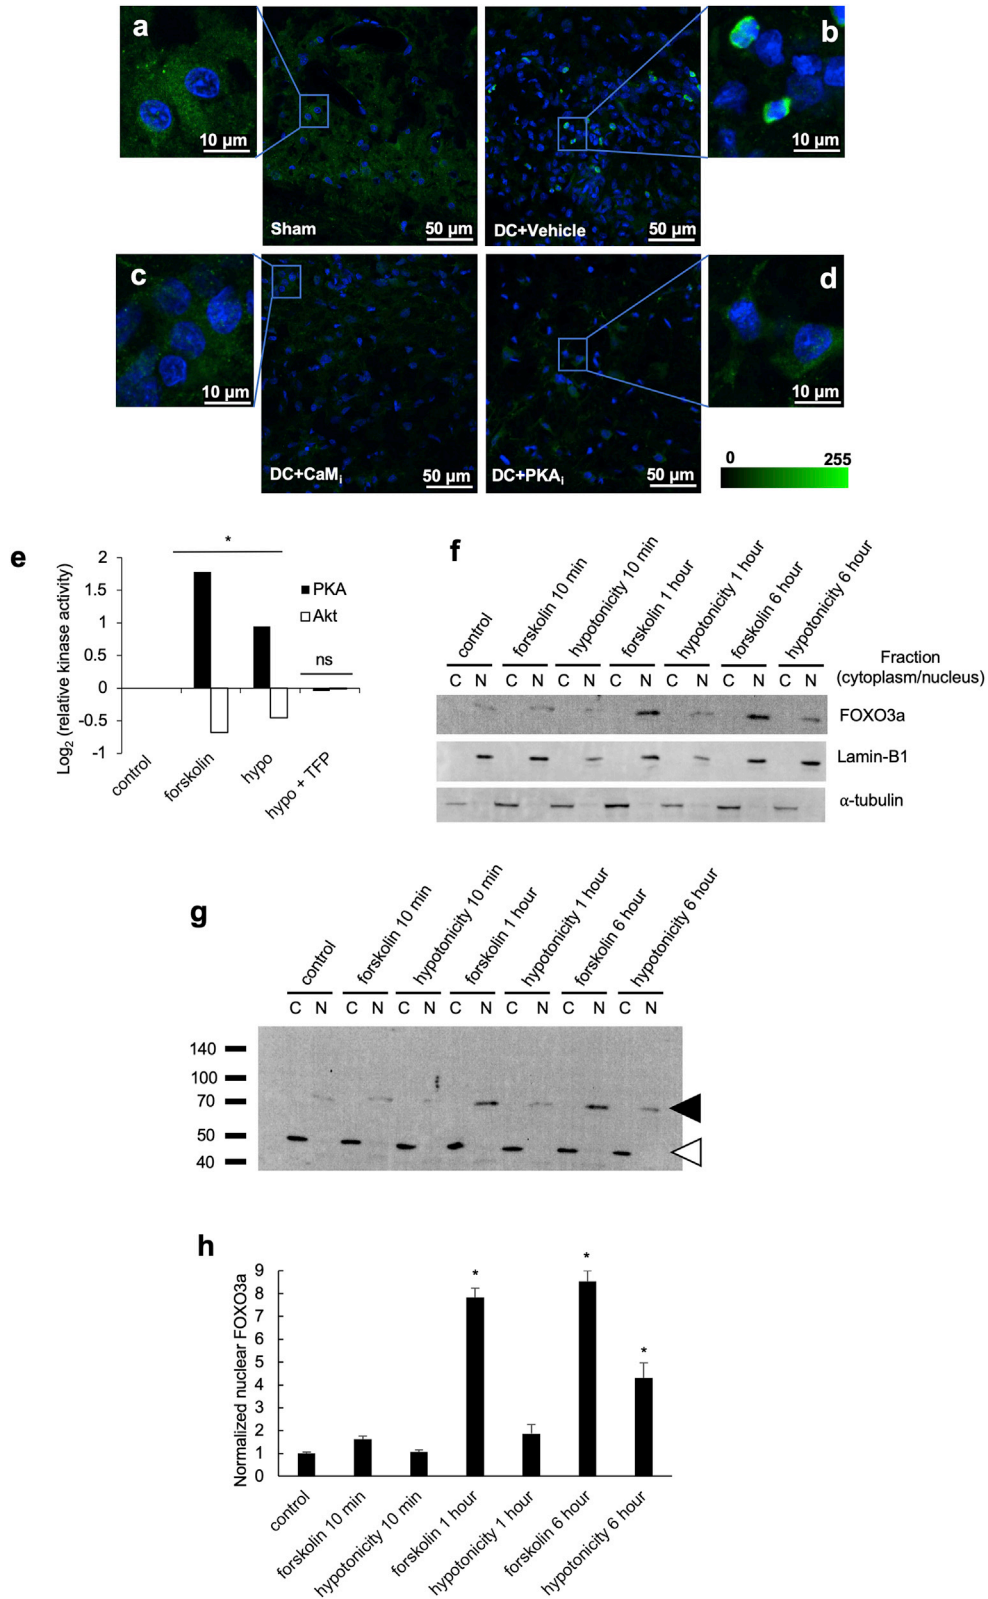 a
b
10 µm
10 µm
Sham
50 µm
DC+Vehicle
50 µm
c
d
10 µm
10 µm
DC+CaMi
50 µm
DC+PKAi
50 µm
0
255
e
*
2
1.5
1
0.5
0
-0.5
-1
Log2 (relative kinase activity)
PKA
Akt
ns
control
forskolin
hypo
hypo + TFP
f
control
forskolin 10 min
hypotonicity 10 min
forskolin 1 hour
hypotonicity 1 hour
forskolin 6 hour
hypotonicity 6 hour
Fraction
(cytoplasm/nucleus)
C N C N C N C N C N C N C N
FOXO3a
Lamin-B1
α-tubulin
g
control
forskolin 10 min
hypotonicity 10 min
forskolin 1 hour
hypotonicity 1 hour
forskolin 6 hour
hypotonicity 6 hour
C N C N C N C N C N C N C N
140
100
70
50
40
h
Normalized nuclear FOXO3a
9
8
7
6
5
4
3
2
1
0
*
*
*
control
forskolin 10 min
hypotonicity 10 min
forskolin 1 hour
hypotonicity 1 hour
forskolin 6 hour
hypotonicity 6 hour